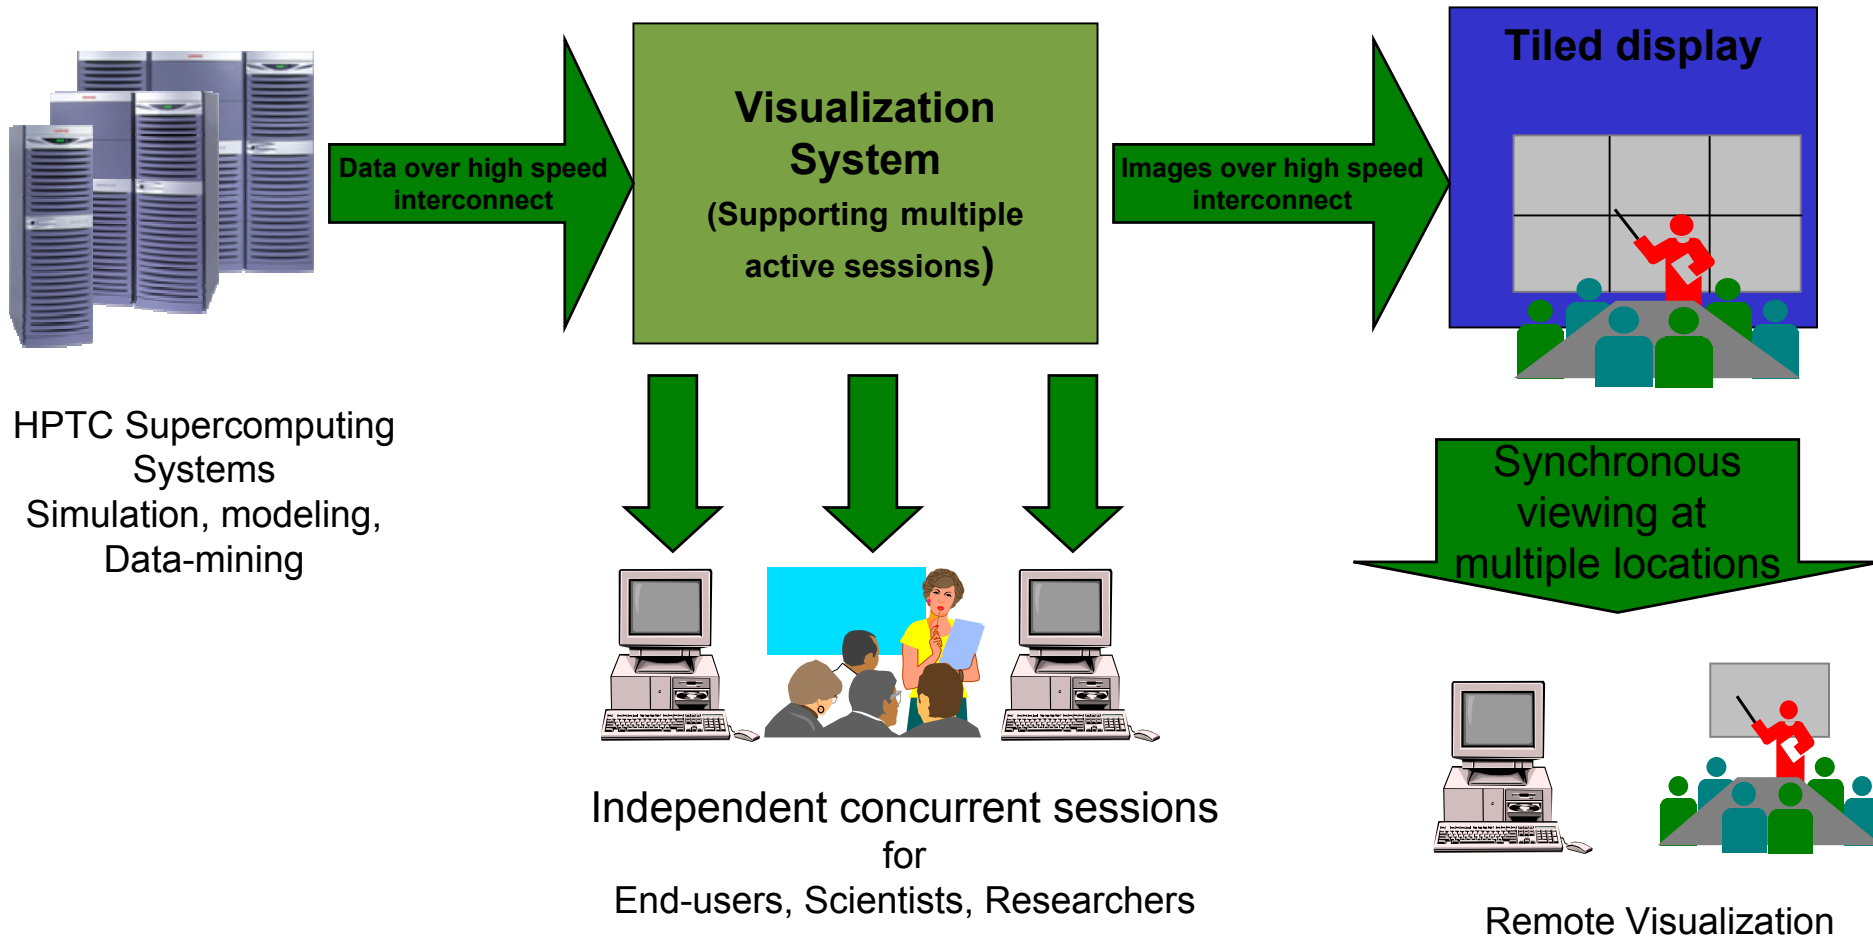 Data over high speed
interconnect
Visualization
System
(Supporting multiple
active sessions)
Images over high speed
interconnect
Tiled display
HPTC Supercomputing
Systems
Simulation, modeling,
Data-mining
Synchronous
viewing at
multiple locations
Independent concurrent sessions
for
End-users, Scientists, Researchers
Remote Visualization